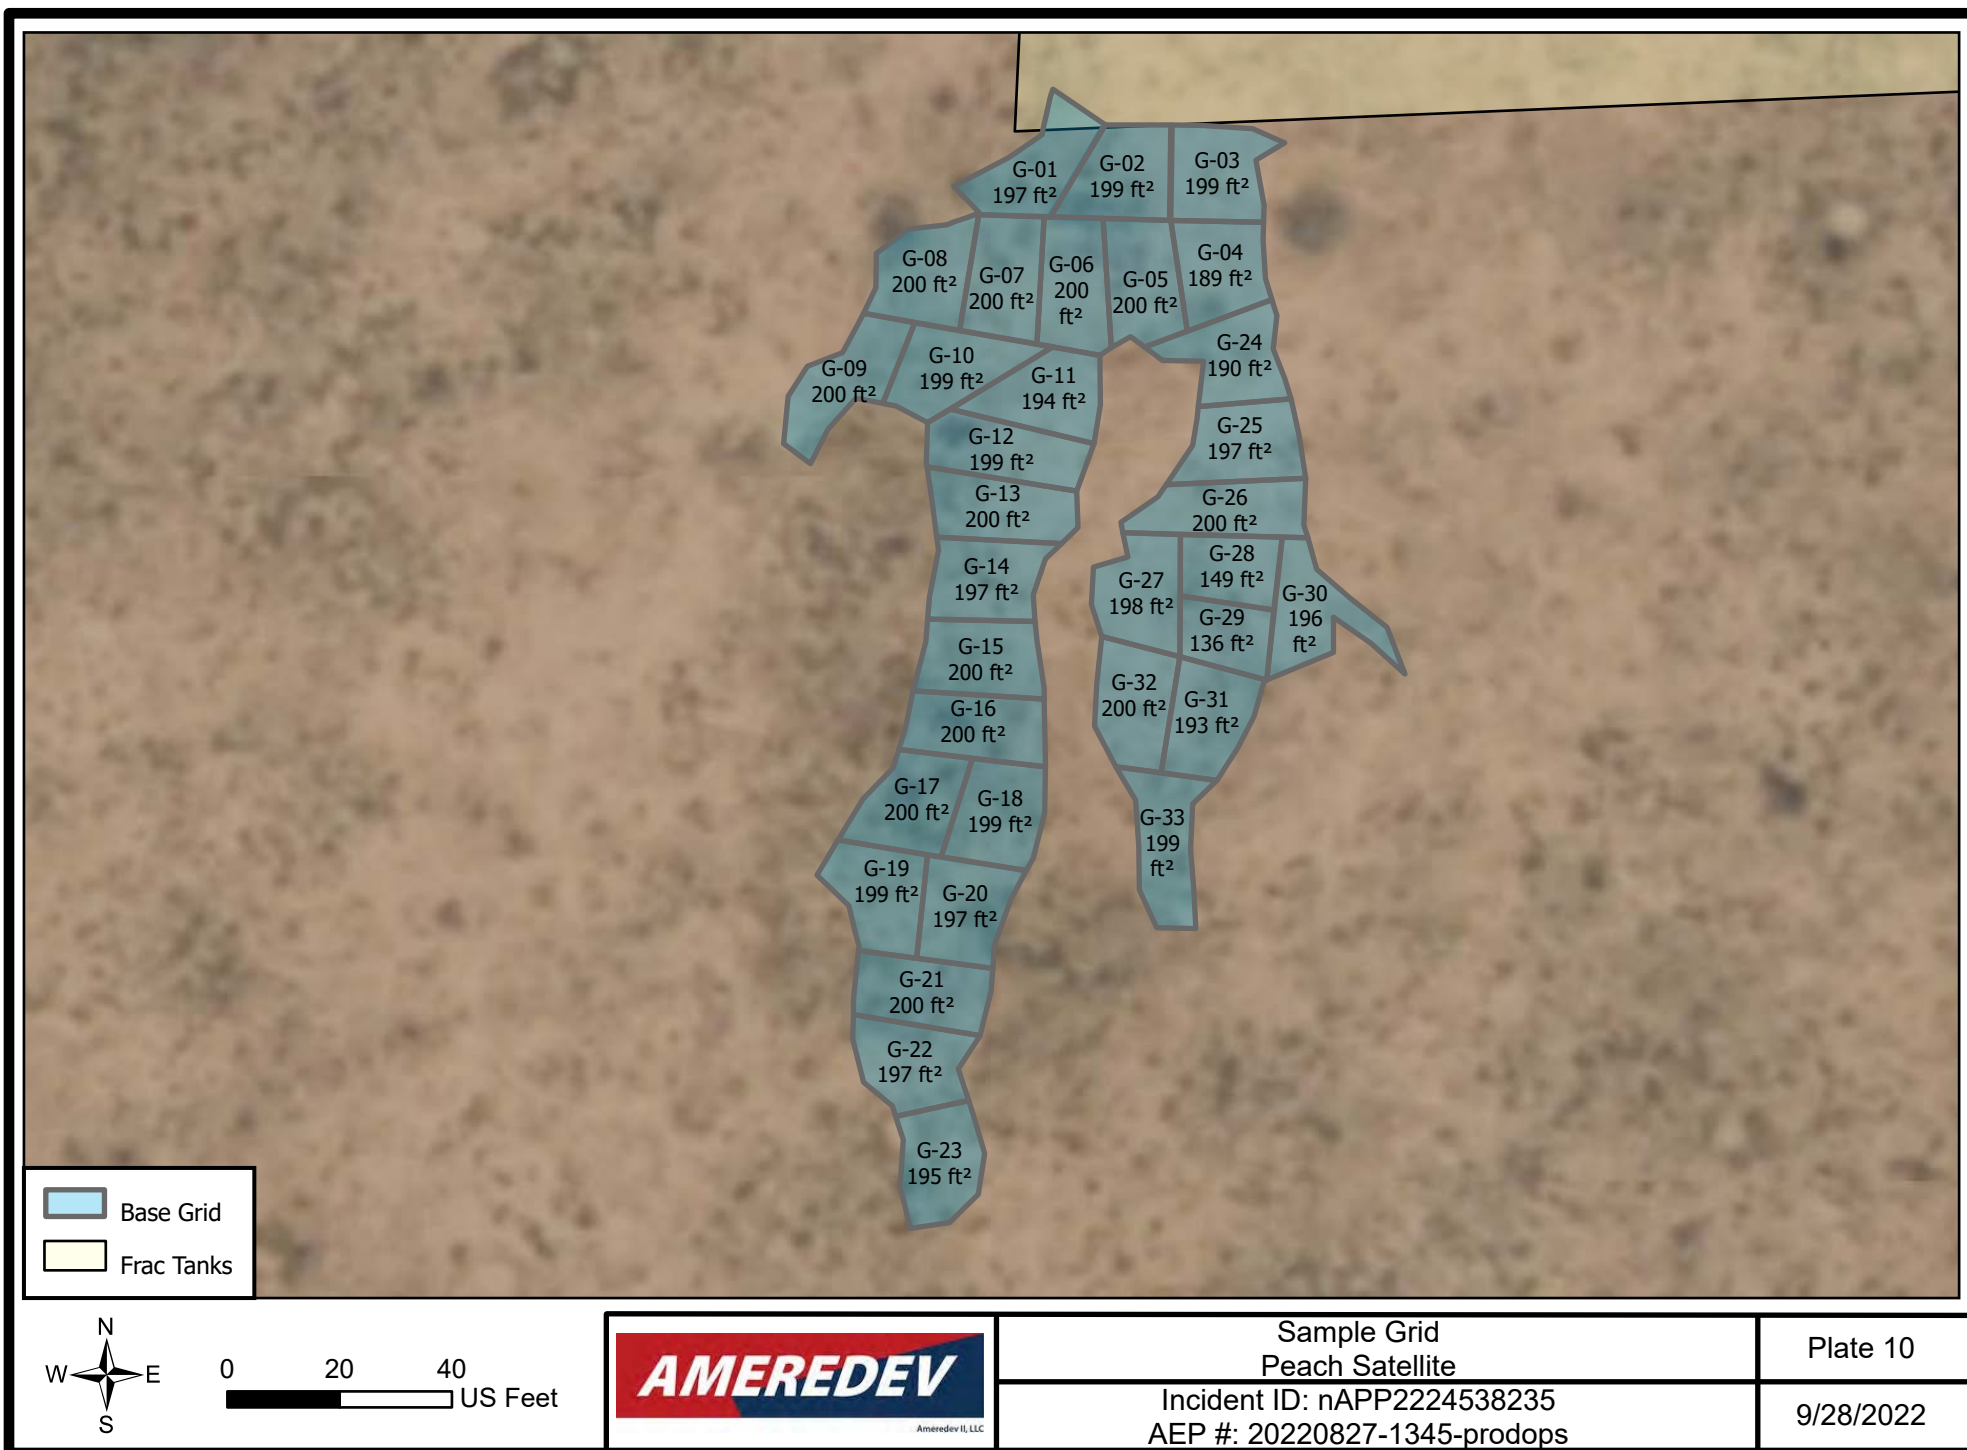 G-01
197 ft²
G-02
199 ft²
G-03
199 ft²
G-08
200 ft²
G-07
200 ft²
G-06
200
ft²
G-05
200 ft²
G-04
189 ft²
G-09
200 ft²
G-10
199 ft²
G-11
194 ft²
G-24
190 ft²
G-12
199 ft²
G-25
197 ft²
G-13
200 ft²
G-26
200 ft²
G-14
197 ft²
G-27
198 ft²
G-28
149 ft²
G-29
136 ft²
G-30
196
ft²
G-15
200 ft²
G-32
200 ft²
G-31
193 ft²
G-16
200 ft²
G-17
200 ft²
G-18
199 ft²
G-33
199
ft²
G-19
199 ft²
G-20
197 ft²
G-21
200 ft²
G-22
197 ft²
G-23
195 ft²
Base Grid
Frac Tanks
N
W E
S
0 20 40
US Feet
AMEREDEV
Ameredev II, LLC
Sample Grid
Peach Satellite
Incident ID: nAPP2224538235
AEP #: 20220827-1345-prodops
Plate 10
9/28/2022